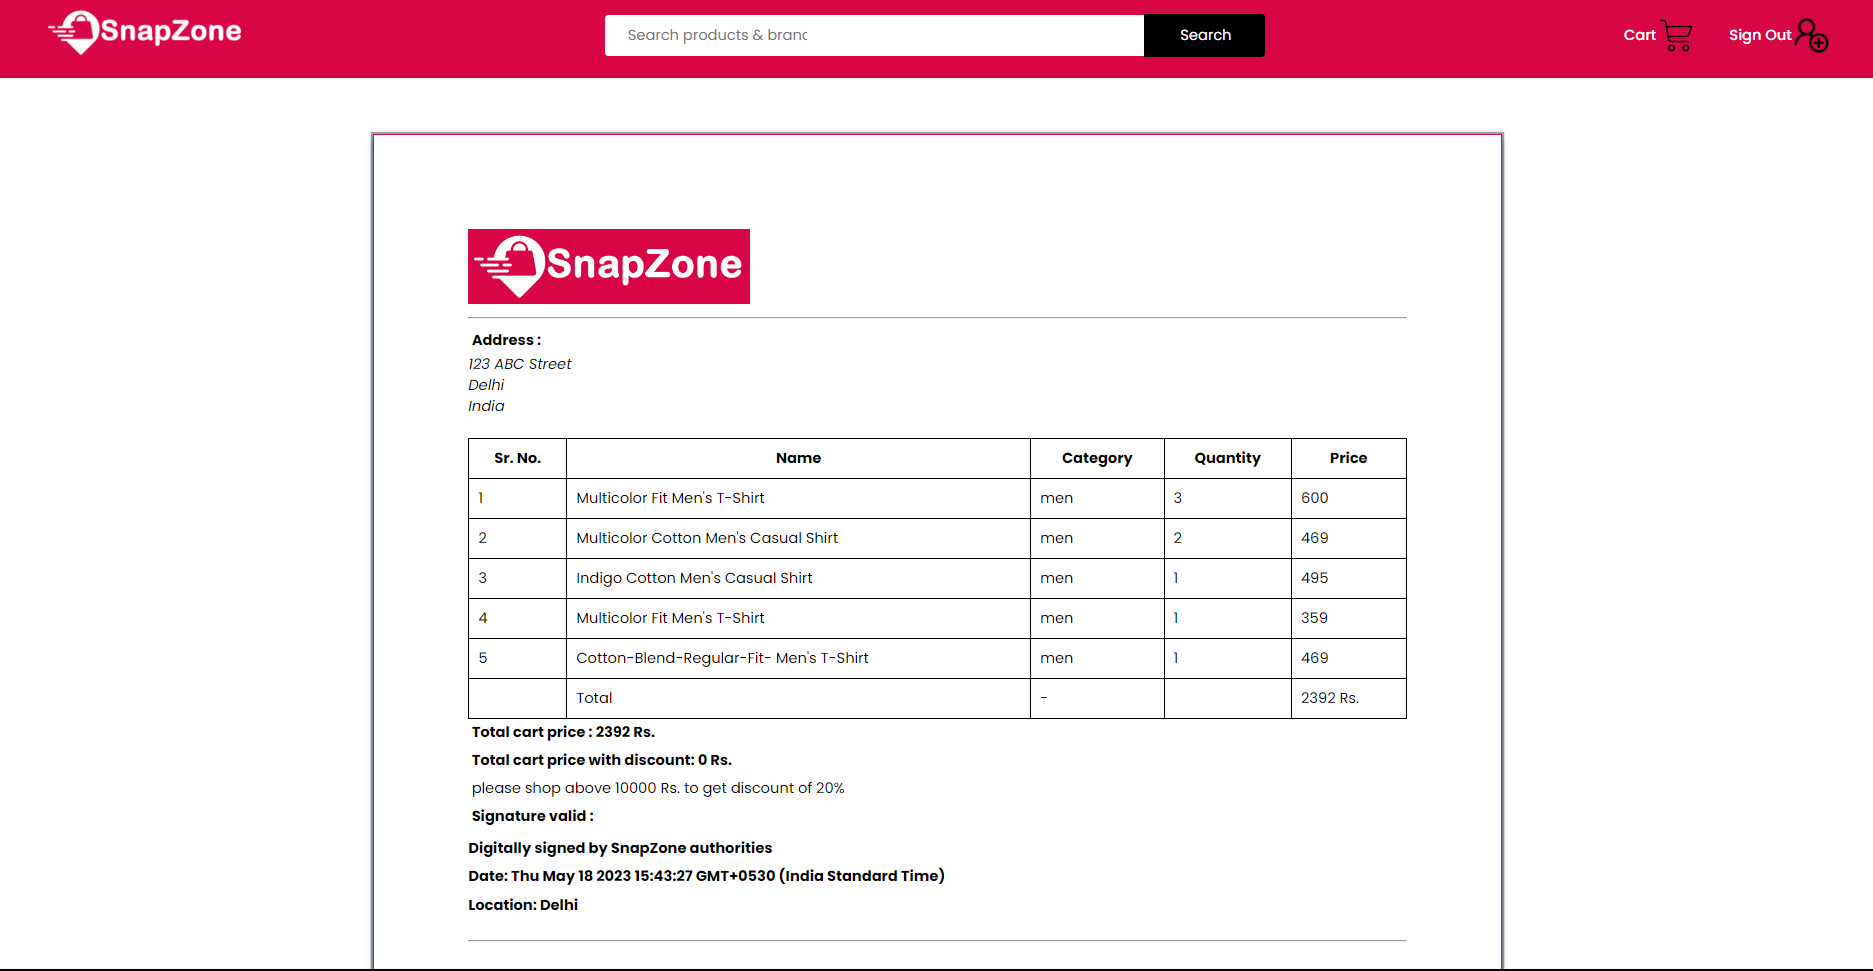 SnapZone
Search products & branc
Search
Cart
Sign Out
SnapZone
Address :
123 ABC Street
Delhi
India
Sr. No. Name Category Quantity Price
1 Multicolor Fit Men's T-Shirt men 3 600
2 Multicolor Cotton Men's Casual Shirt men 2 469
3 Indigo Cotton Men's Casual Shirt men 1 495
4 Multicolor Fit Men's T-Shirt men 1 359
5 Cotton-Blend-Regular-Fit- Men's T-Shirt men 1 469
Total - 2392 Rs.
Total cart price : 2392 Rs.
Total cart price with discount: 0 Rs.
please shop above 10000 Rs. to get discount of 20%
Signature valid :
Digitally signed by SnapZone authorities
Date: Thu May 18 2023 15:43:27 GMT+0530 (India Standard Time)
Location: Delhi